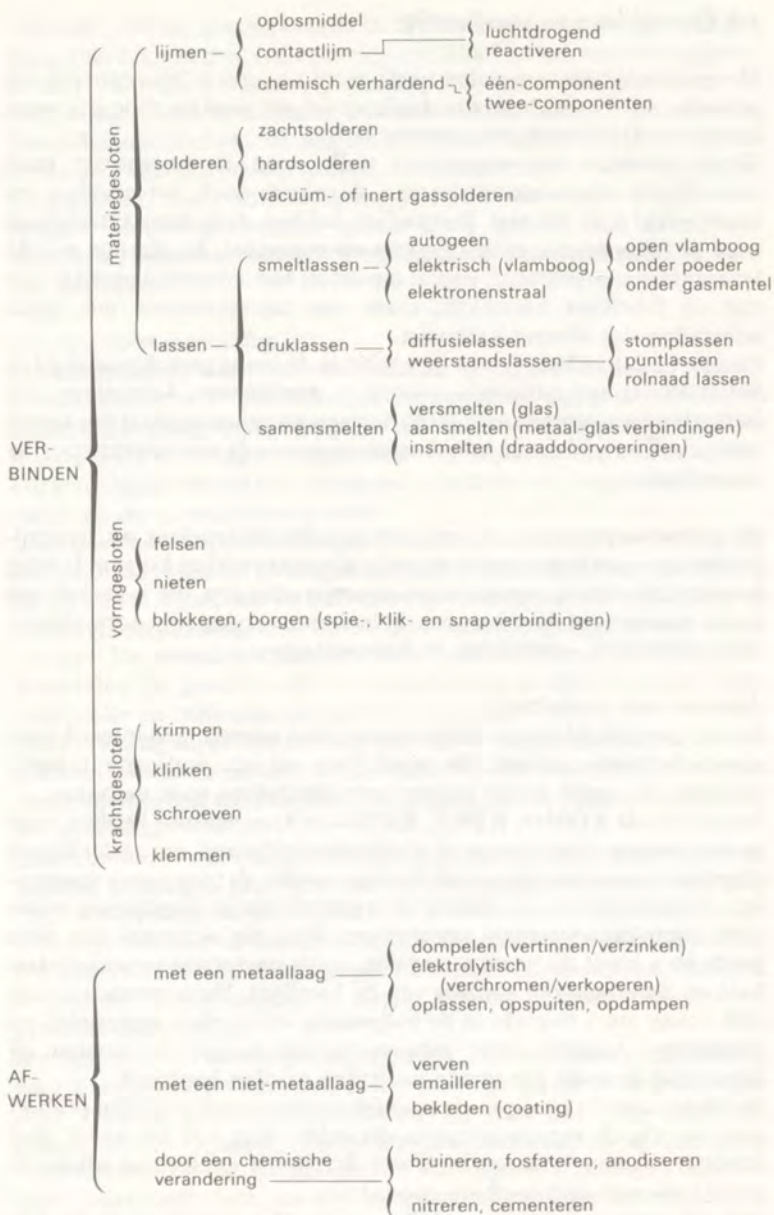 VER-
BINDEN
materiegesloten
lijmen
oplosmiddel
contactlijm
luchtdrogend
reactiveren
chemisch verhardend
één-component
twee-componenten
solderen
zachtsolderen
hardsolderen
vacuüm- of inert gassolderen
lassen
smeltlassen
autogeen
elektrisch (vlamboog)
elektronenstraal
open vlamboog
onder poeder
onder gasmantel
druklassen
diffusielassen
weerstandslassen
stomplassen
puntlassen
rolnaad lassen
samensmelten
versmelten (glas)
aansmelten (metaal-glas verbindingen)
insmelten (draaddoorvoeringen)
vormgesloten
felsen
nieten
blokkeren, borgen (spie-, klik- en snapverbindingen)
krachtgesloten
krimpen
klinken
schroeven
klemmen
AF-
WERKEN
met een metaallaag
dompelen (vertinnen/verzinken)
elektrolytisch
(verchromen/verkoperen)
oplassen, opspuiten, opdampen
met een niet-metaallaag
verven
emailleren
bekleden (coating)
door een chemische
verandering
bruineren, fosfateren, anodiseren
nitreren, cementeren